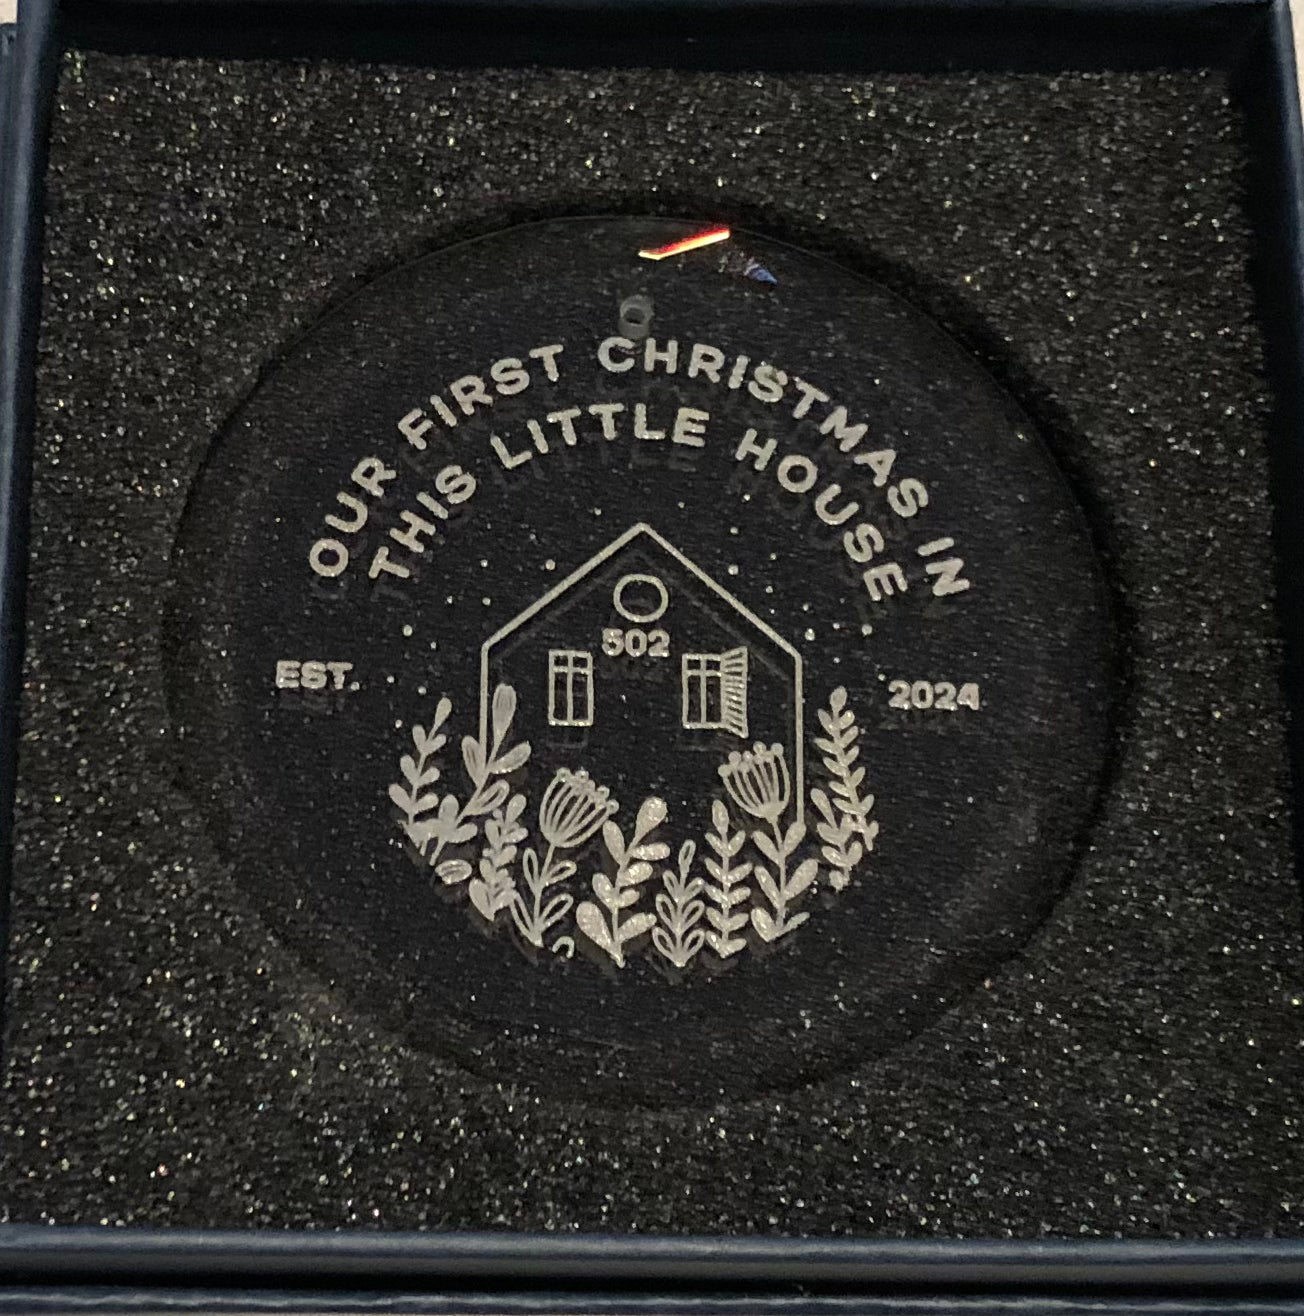 OUR FIRST CHRISTMAS IN
THIS LITTLE HOUSE
502
EST.
2024